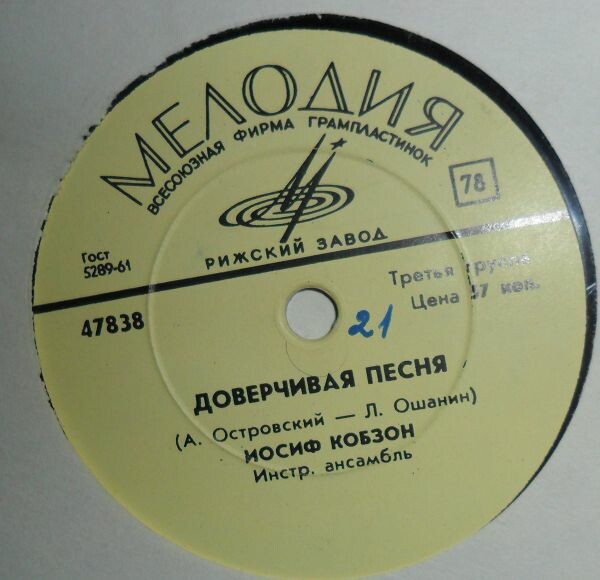 МЕЛОДИЯ
ВСЕСОЮЗНАЯ ФИРМА ГРАМПЛАСТИНОК
78
РИЖСКИЙ ЗАВОД
Гост
5289-61
Третья группа
Цена 47 коп.
47838
21
ДОВЕРЧИВАЯ ПЕСНЯ
(А. Островский — Л. Ошанин)
ИОСИФ КОБЗОН
Инстр. ансамбль